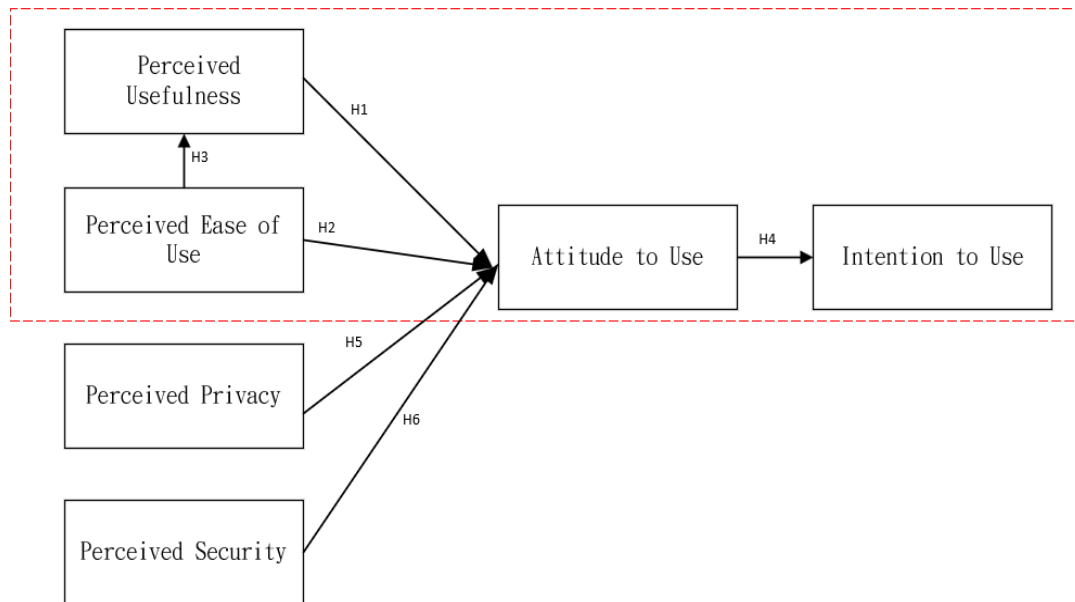 Perceived
Usefulness
H1
H3
Perceived Ease of
Use
H2
Attitude to Use
H4
Intention to Use
H5
Perceived Privacy
H6
Perceived Security